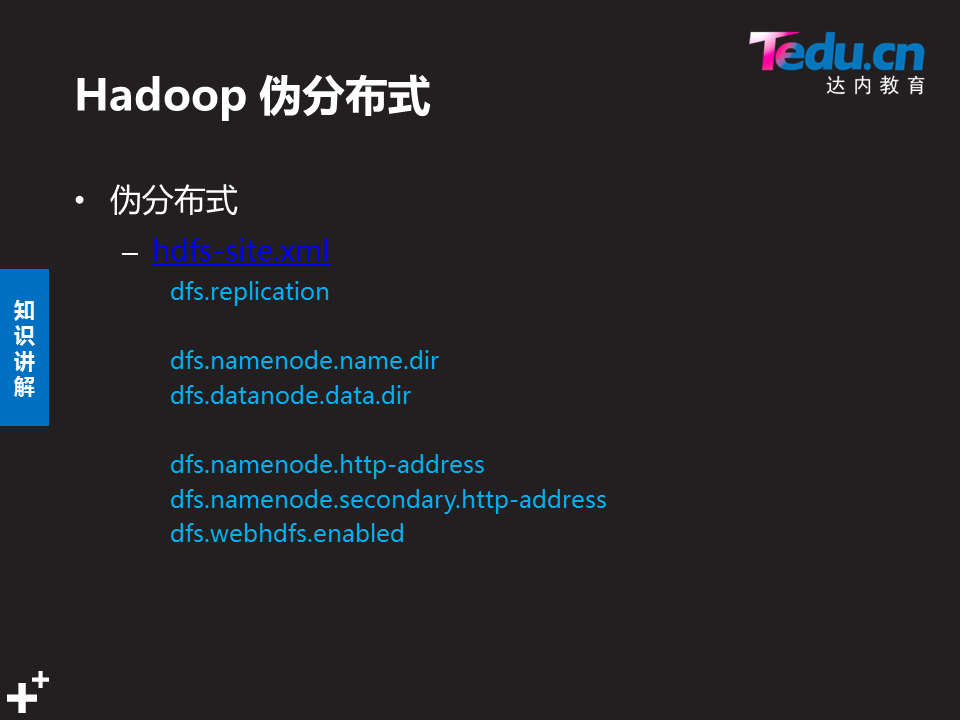 Tedu.cn
达内教育
Hadoop 伪分布式
• 伪分布式
– hdfs-site.xml
dfs.replication
dfs.namenode.name.dir
dfs.datanode.data.dir
dfs.namenode.http-address
dfs.namenode.secondary.http-address
dfs.webhdfs.enabled
知识讲解